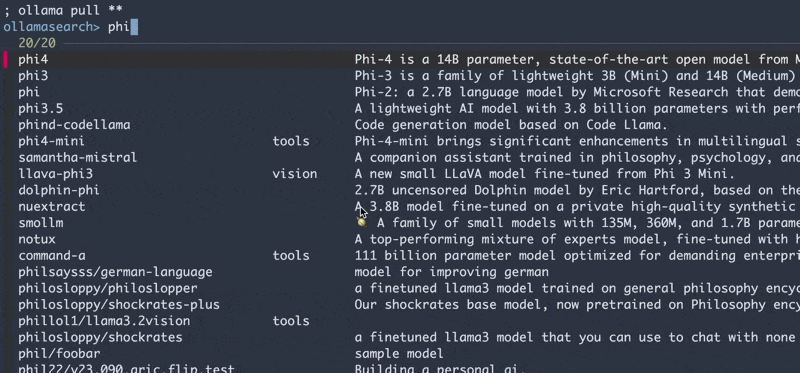 ; ollama pull **
ollamasearch> phi
20/20
phi4 Phi-4 is a 14B parameter, state-of-the-art open model from M
phi3 Phi-3 is a family of lightweight 3B (Mini) and 14B (Medium)
phi Phi-2: a 2.7B language model by Microsoft Research that demo
phi3.5 A lightweight AI model with 3.8 billion parameters with perf
phind-codellama Code generation model based on Code Llama.
phi4-mini tools Phi-4-mini brings significant enhancements in multilingual s
samantha-mistral A companion assistant trained in philosophy, psychology, and
llava-phi3 vision A new small LLaVA model fine-tuned from Phi 3 Mini.
dolphin-phi 2.7B uncensored Dolphin model by Eric Hartford, based on the
nuextract A 3.8B model fine-tuned on a private high-quality synthetic
smollm 🪐 A family of small models with 135M, 360M, and 1.7B parame
notux A top-performing mixture of experts model, fine-tuned with h
command-a tools 111 billion parameter model optimized for demanding enterpri
philsaysss/german-language model for improving german
philosloppy/philoslopper a finetuned llama3 model trained on general philosophy encyc
philosloppy/shockrates-plus Our shockrates base model, now pretrained on Philosophy ency
phillol1/llama3.2vision tools
philosloppy/shockrates a finetuned llama3 model that you can use to chat with none
phil/foobar sample model
phil22/v23.090.aric.flip.test Building a personal ai.